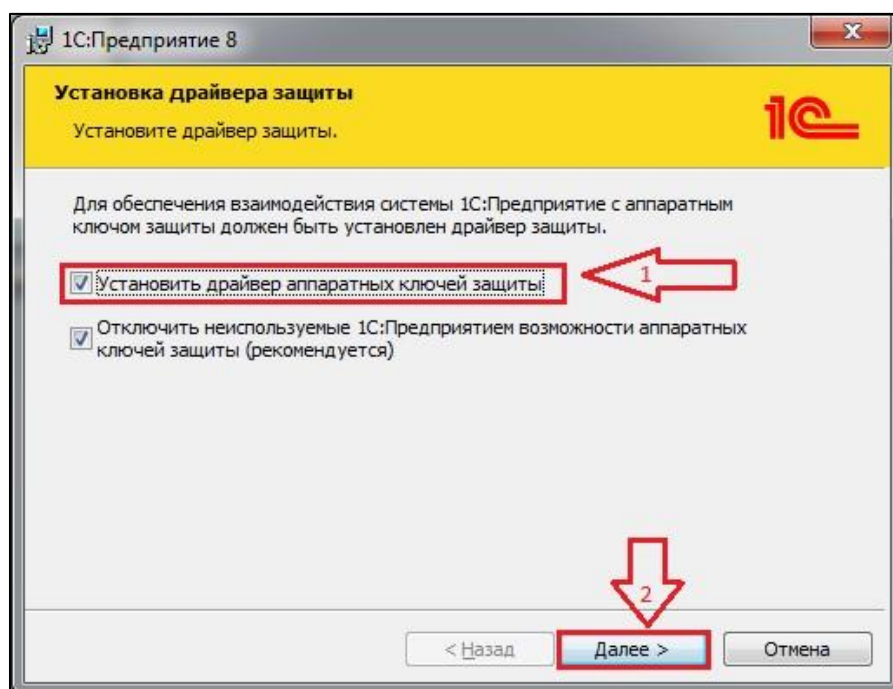 1С:Предприятие 8
Установка драйвера защиты
Установите драйвер защиты.
1С
Для обеспечения взаимодействия системы 1С:Предприятие с аппаратным
ключом защиты должен быть установлен драйвер защиты.
Установить драйвер аппаратных ключей защиты
1
Отключить неиспользуемые 1С:Предприятием возможности аппаратных
ключей защиты (рекомендуется)
2
< Назад
Далее >
Отмена